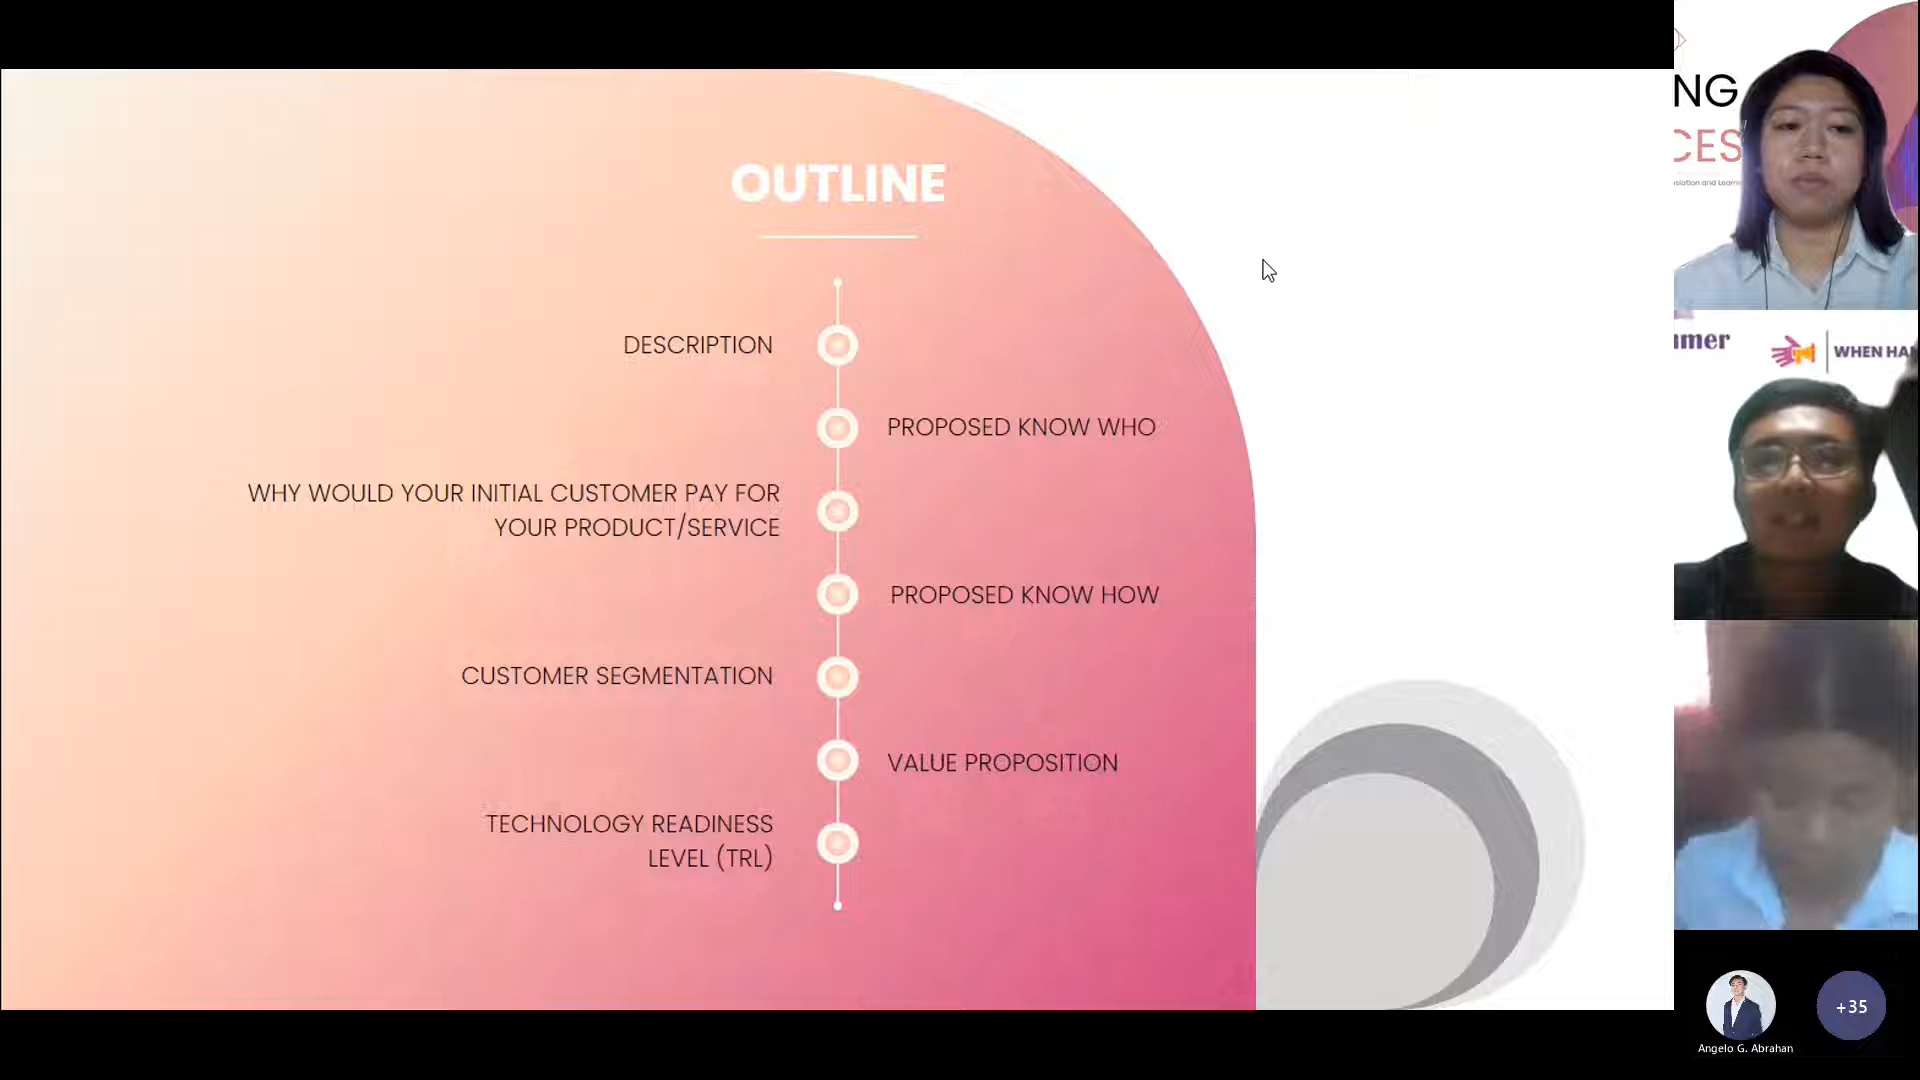 OUTLINE
DESCRIPTION
PROPOSED KNOW WHO
WHY WOULD YOUR INITIAL CUSTOMER PAY FOR
YOUR PRODUCT/SERVICE
PROPOSED KNOW HOW
CUSTOMER SEGMENTATION
VALUE PROPOSITION
TECHNOLOGY READINESS
LEVEL (TRL)
NG
CES
WHEN HA
Angelo G. Abrahan
+35